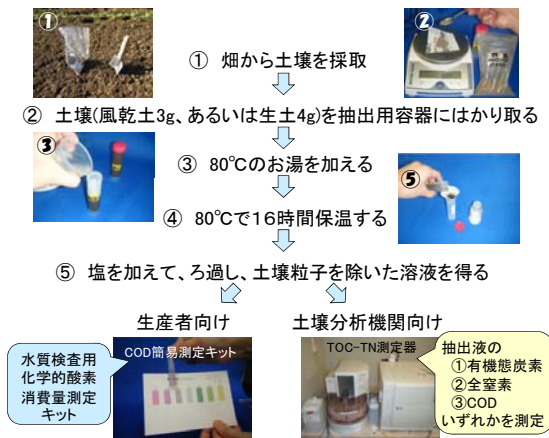 ①
②
① 畑から土壌を採取
② 土壌(風乾土3g、あるいは生土4g)を抽出用容器にはかり取る
③
③ 80℃のお湯を加える
⑤
④ 80℃で16時間保温する
⑤ 塩を加えて、ろ過し、土壌粒子を除いた溶液を得る
生産者向け
土壌分析機関向け
水質検査用
化学的酸素
消費量測定
キット
COD簡易測定キット
TOC-TN測定器
抽出液の
①有機態炭素
②全窒素
③COD
いずれかを測定